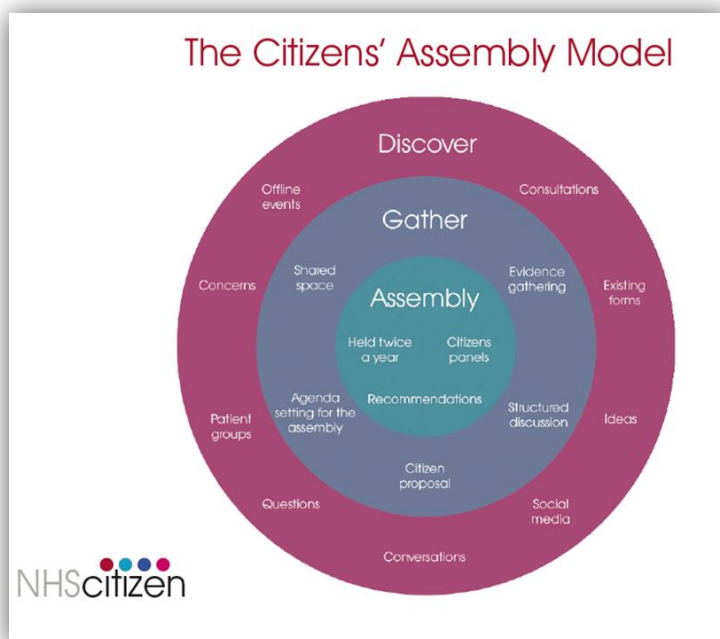 The Citizens' Assembly Model
Discover
Offline
events
Consultations
Concerns
Existing
forms
Patient
groups
Ideas
Questions
Social
media
Conversations
Gather
Shared
space
Evidence
gathering
Agenda
setting for the
assembly
Structured
discussion
Citizen
proposal
Assembly
Held twice
a year
Citizens
panels
Recommendations
NHScitizen